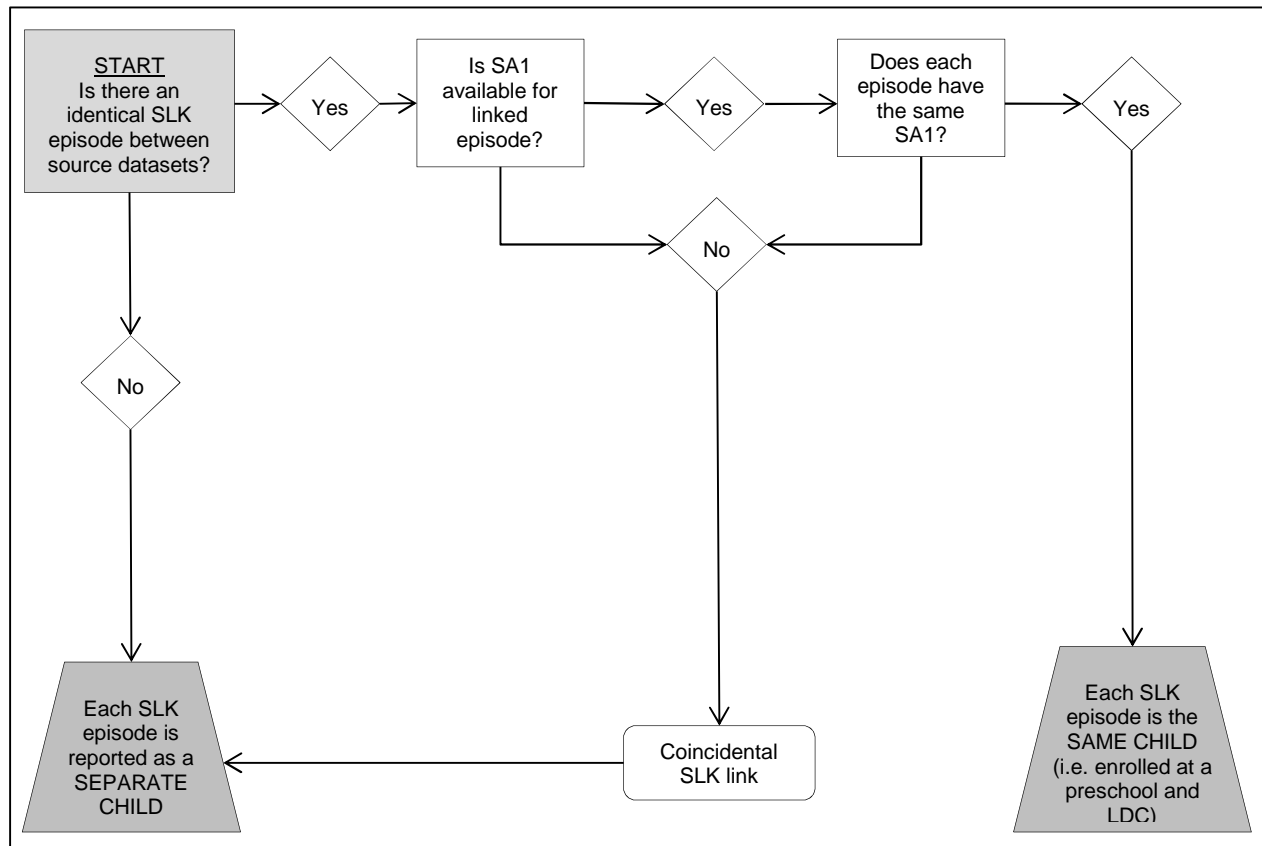 START
Is there an
identical SLK
episode between
source datasets?
Yes
Is SA1
available for
linked
episode?
Yes
Does each
episode have
the same
SA1?
Yes
No
No
Each SLK
episode is
reported as a
SEPARATE
CHILD
Coincidental
SLK link
Each SLK
episode is the
SAME CHILD
(i.e. enrolled at a
preschool and
LDC)